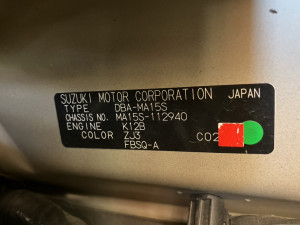 SUZUKI MOTOR CORPORATION JAPAN
TYPE DBA-MA15S
CHASSIS NO. MA15S-112940
ENGINE K12B
COLOR ZJ3 C02
FBSQ-A